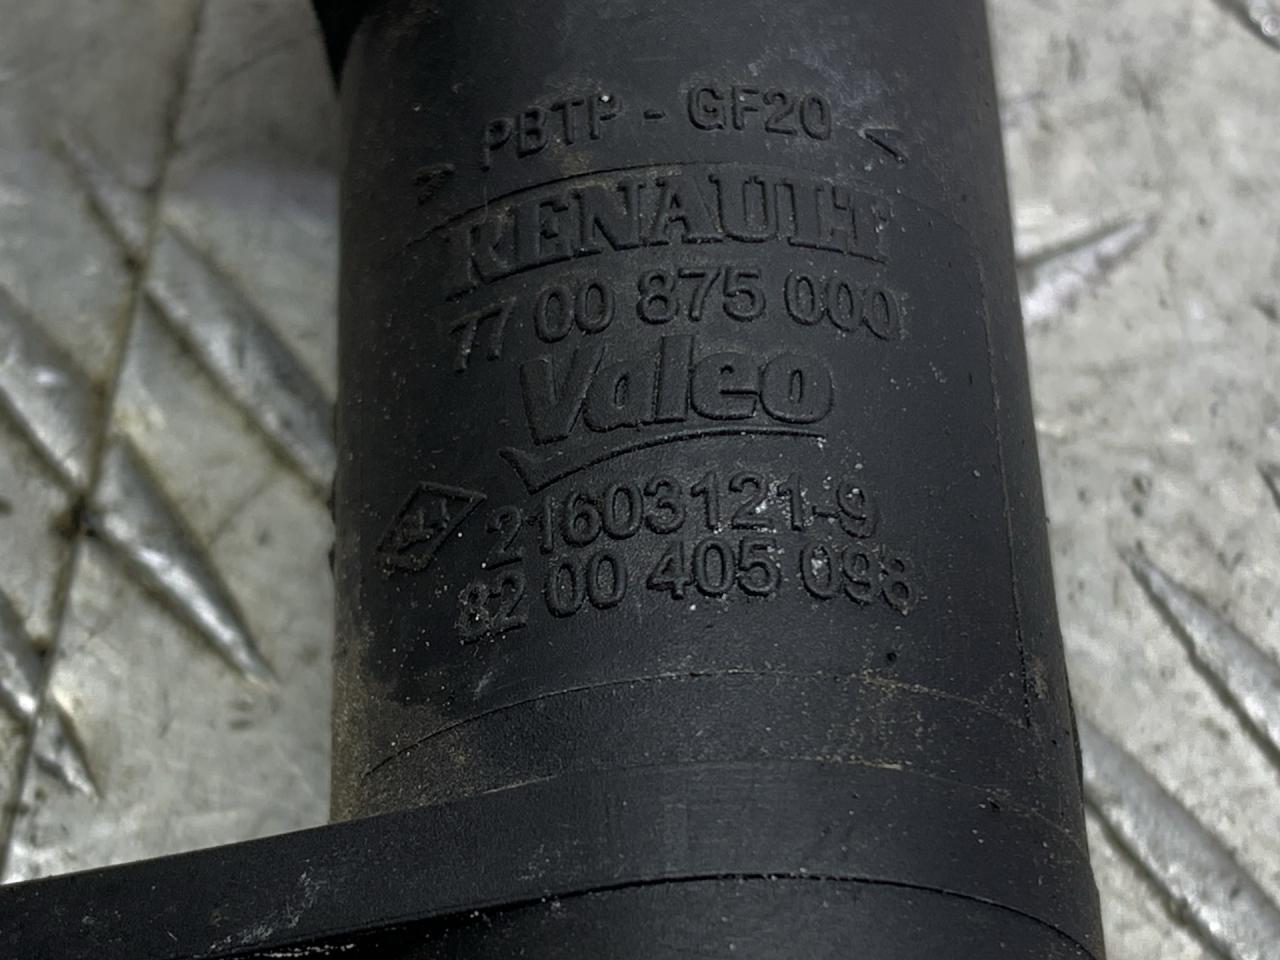 > PBTP - GF20 <
RENAULT
77 00 875 000
Valeo
21603121-9
82 00 405 098